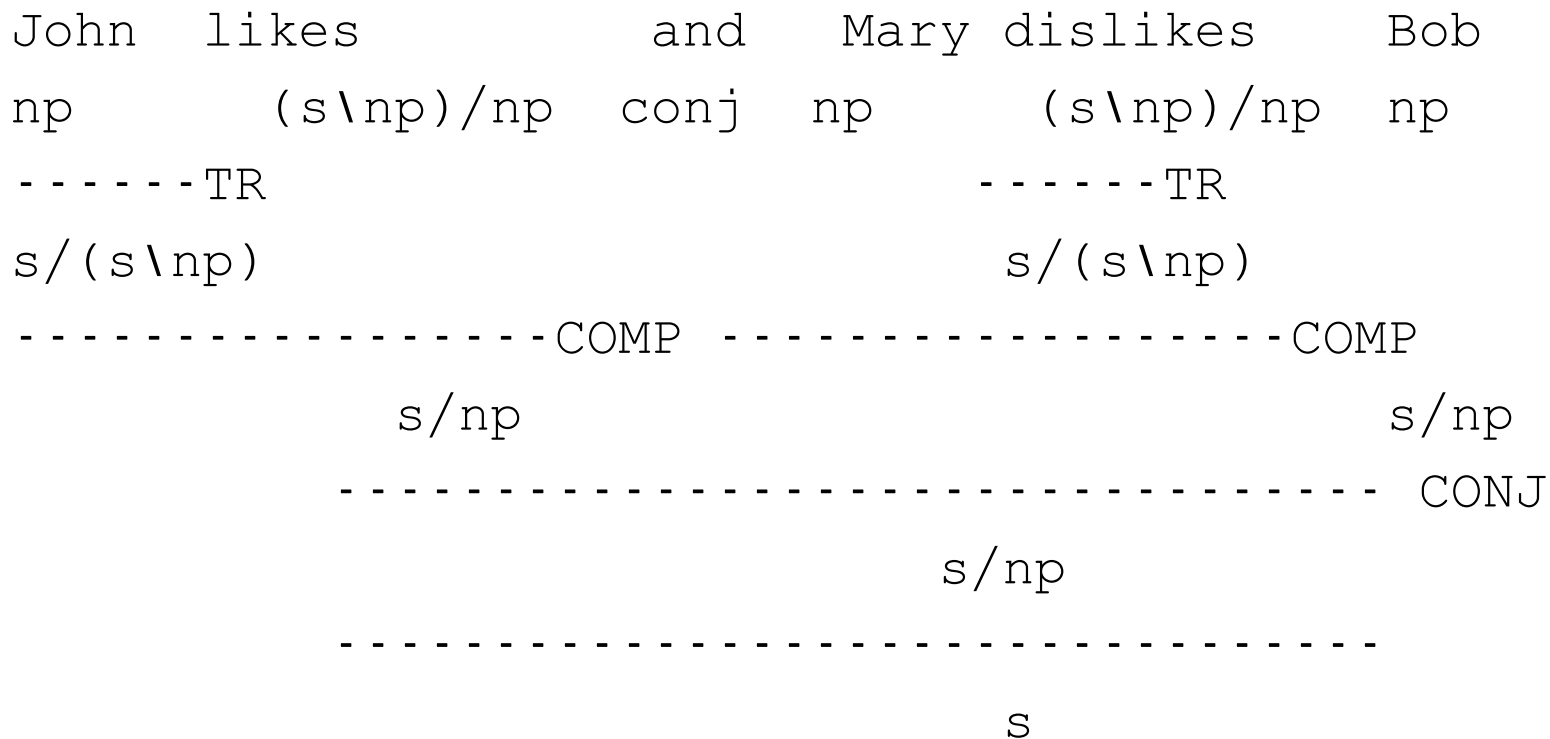 John likes and Mary dislikes Bob
np (s\np)/np conj np (s\np)/np np
------TR ------TR
s/(s\np) s/(s\np)
-----------------COMP ------------------COMP
s/np s/np
--------------------------------- CONJ
s/np
---------------------------------
s